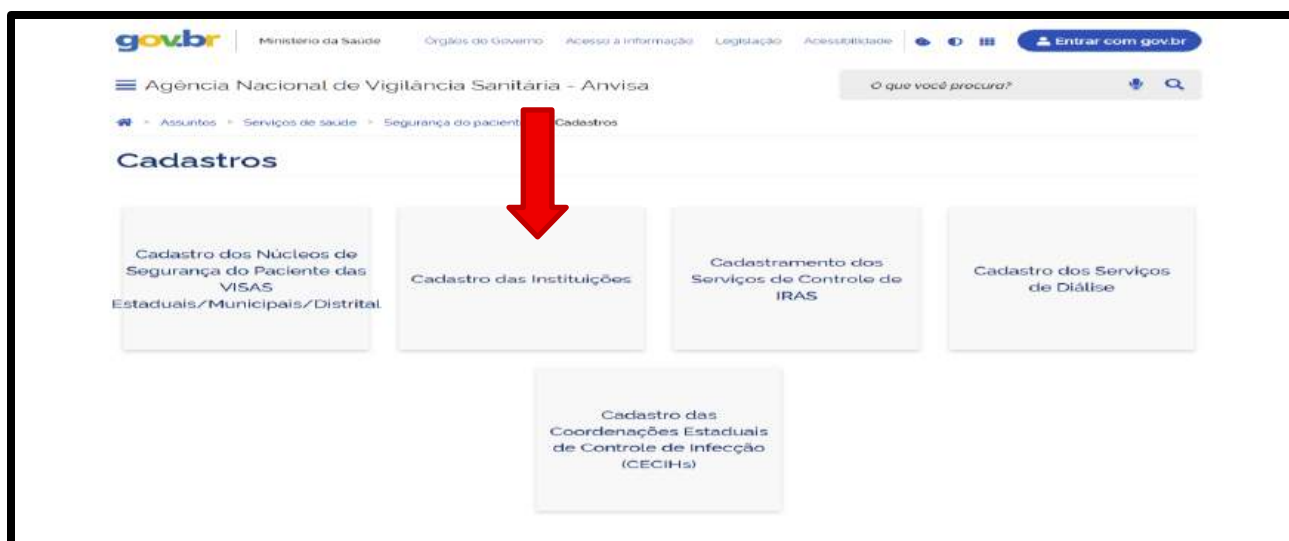 gov.br
Ministério da Saúde
Órgãos do Governo
Acesso à Informação
Legislação
Acessibilidade
Entrar com gov.br
Agência Nacional de Vigilância Sanitária - Anvisa
O que você procura?
Assuntos > Serviços de saúde > Segurança do paciente Cadastros
Cadastros
Cadastro dos Núcleos de
Segurança do Paciente das
VISAS
Estaduais/Municipais/Distrital
Cadastro das Instituições
Cadastramento dos
Serviços de Controle de
IRAS
Cadastro dos Serviços
de Diálise
Cadastro das
Coordenações Estaduais
de Controle de Infecção
(CECIHs)